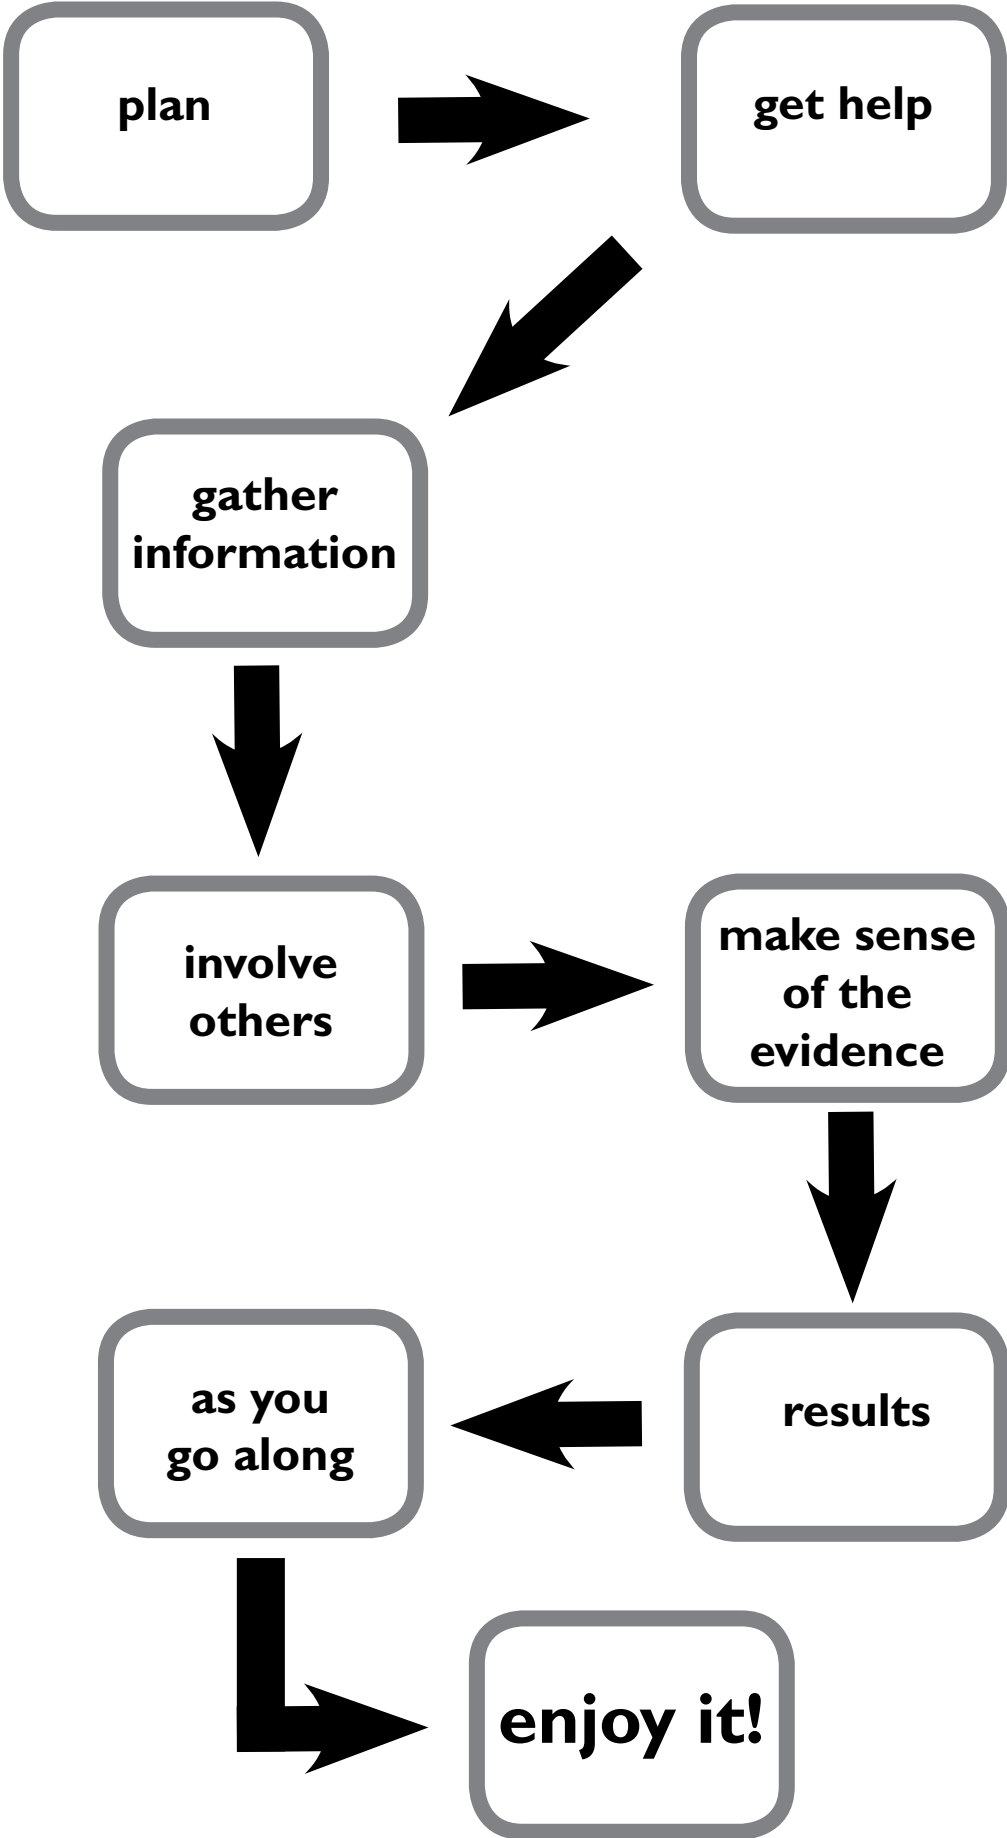 plan
get help
gather
information
involve
others
make sense
of the
evidence
results
as you
go along
enjoy it!